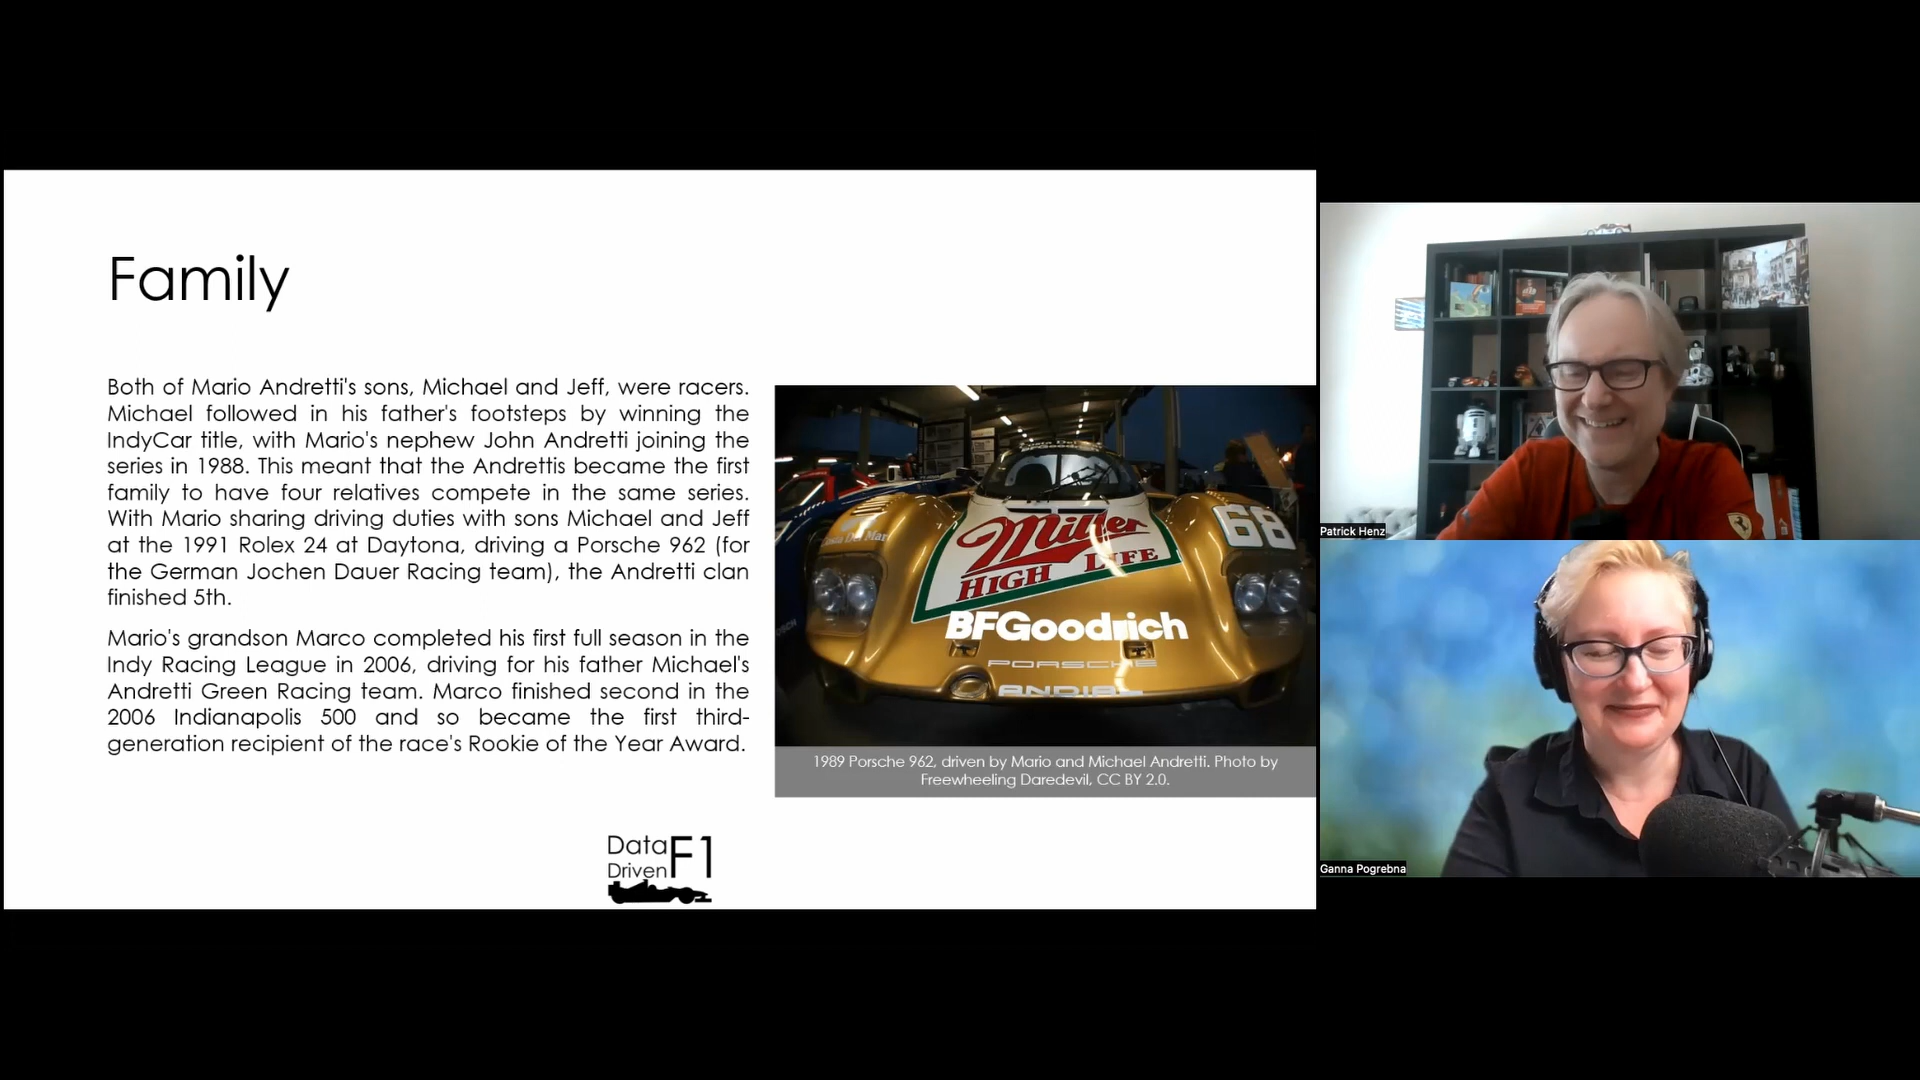 Family
Both of Mario Andretti's sons, Michael and Jeff, were racers.
Michael followed in his father's footsteps by winning the
IndyCar title, with Mario's nephew John Andretti joining the
series in 1988. This meant that the Andrettis became the first
family to have four relatives compete in the same series.
With Mario sharing driving duties with sons Michael and Jeff
at the 1991 Rolex 24 at Daytona, driving a Porsche 962 (for
the German Jochen Dauer Racing team), the Andretti clan
finished 5th.
Mario's grandson Marco completed his first full season in the
Indy Racing League in 2006, driving for his father Michael's
Andretti Green Racing team. Marco finished second in the
2006 Indianapolis 500 and so became the first third-
generation recipient of the race's Rookie of the Year Award.
Costa Del Mar
68
Miller
HIGH LIFE
BFGoodrich
PORSCHE
ANDIAL
1989 Porsche 962, driven by Mario and Michael Andretti. Photo by
Freewheeling Daredevil, CC BY 2.0.
Data
Driven
F1
Patrick Henz
Ganna Pogrebna